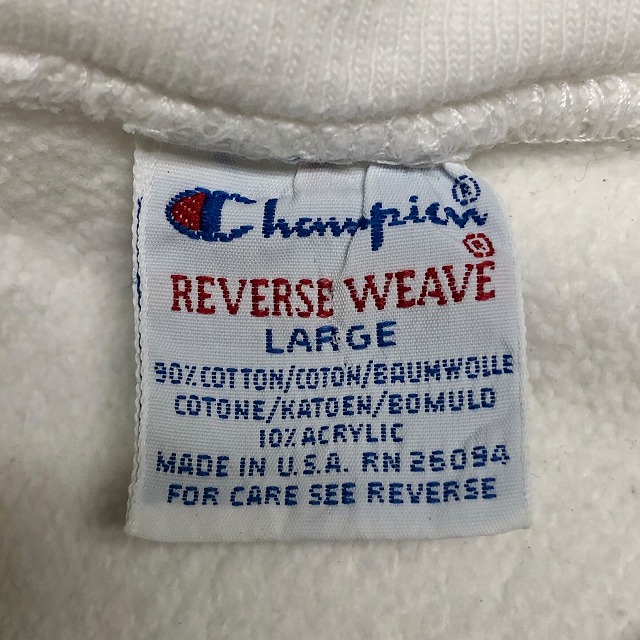 Champion®
REVERSE WEAVE®
LARGE
90% COTTON/COTON/BAUMWOLLE
COTONE/KATOEN/BOMULD
10% ACRYLIC
MADE IN U.S.A. RN 26094
FOR CARE SEE REVERSE